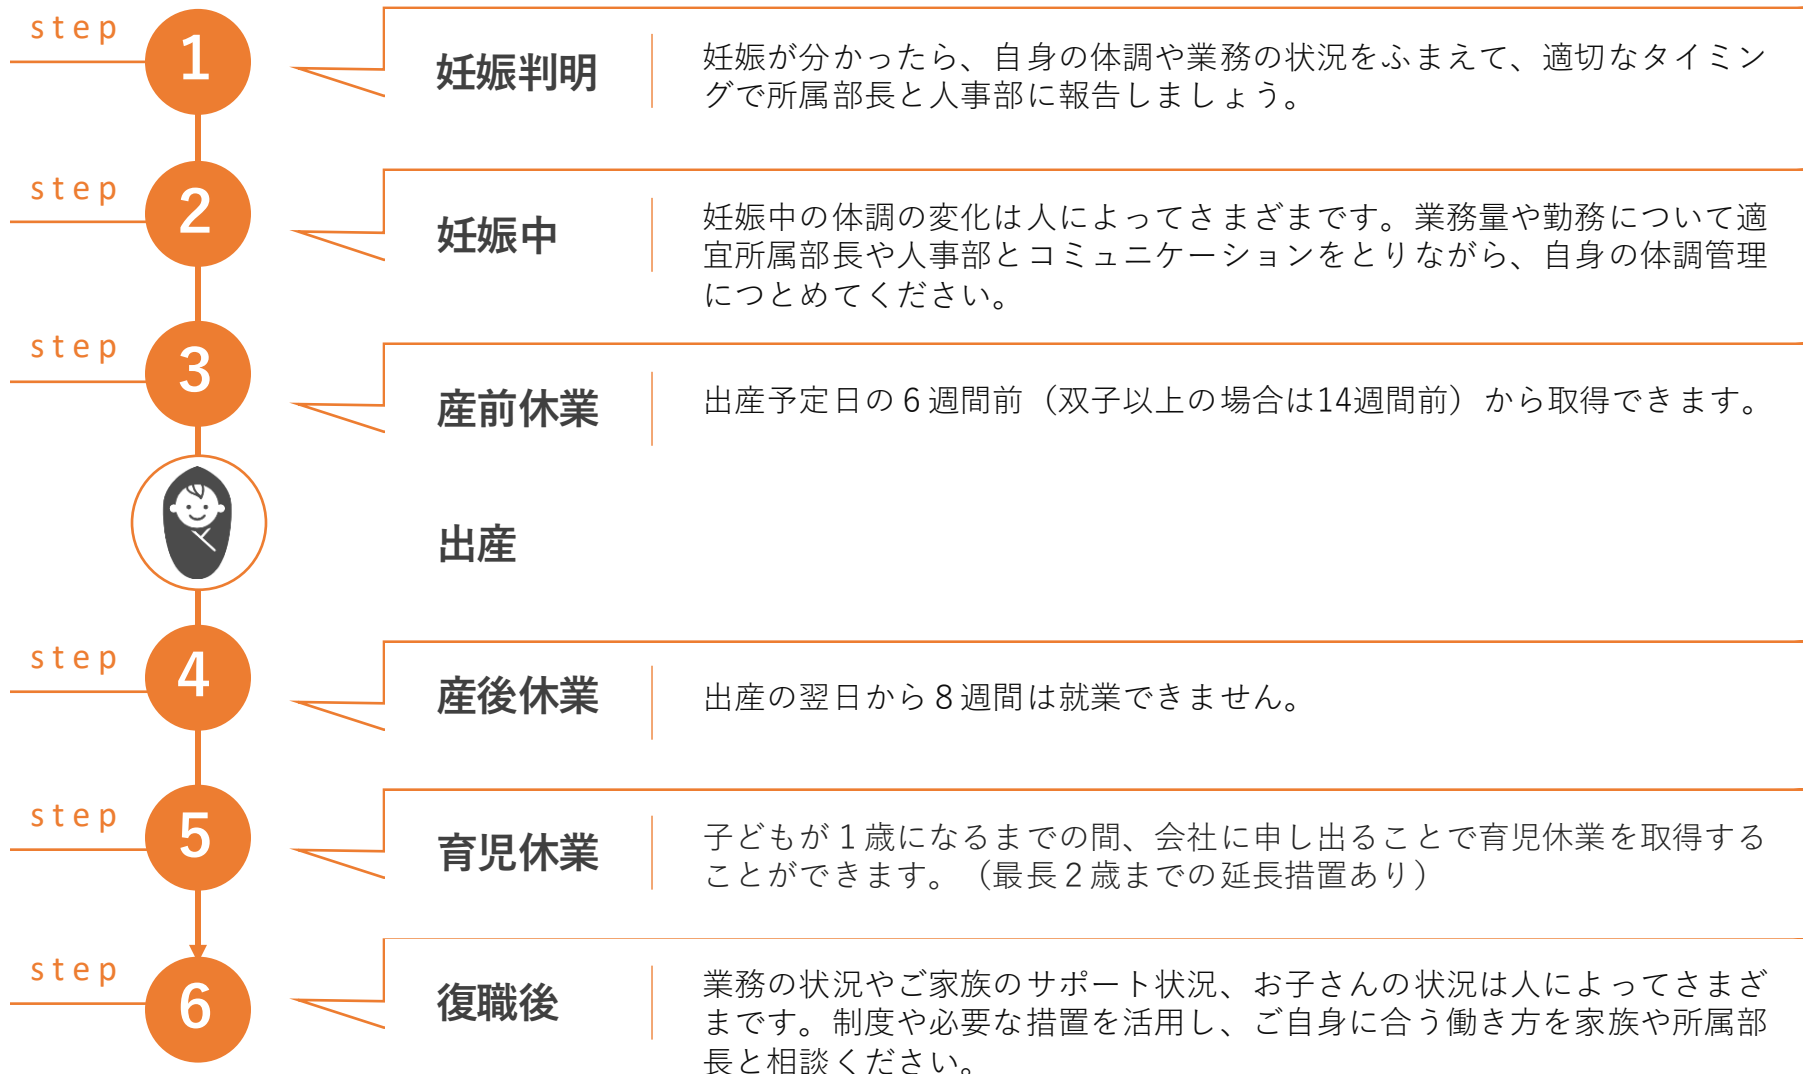 step
1
妊娠判明
妊娠が分かったら、自身の体調や業務の状況をふまえて、適切なタイミン
グで所属部長と人事部に報告しましょう。
step
2
妊娠中
妊娠中の体調の変化は人によってさまざまです。業務量や勤務について適
宜所属部長や人事部とコミュニケーションをとりながら、自身の体調管理
につとめてください。
step
3
産前休業
出産予定日の６週間前（双子以上の場合は14週間前）から取得できます。
出産
step
4
産後休業
出産の翌日から８週間は就業できません。
step
5
育児休業
子どもが１歳になるまでの間、会社に申し出ることで育児休業を取得する
ことができます。（最長２歳までの延長措置あり）
step
6
復職後
業務の状況やご家族のサポート状況、お子さんの状況は人によってさまざ
まです。制度や必要な措置を活用し、ご自身に合う働き方を家族や所属部
長と相談ください。